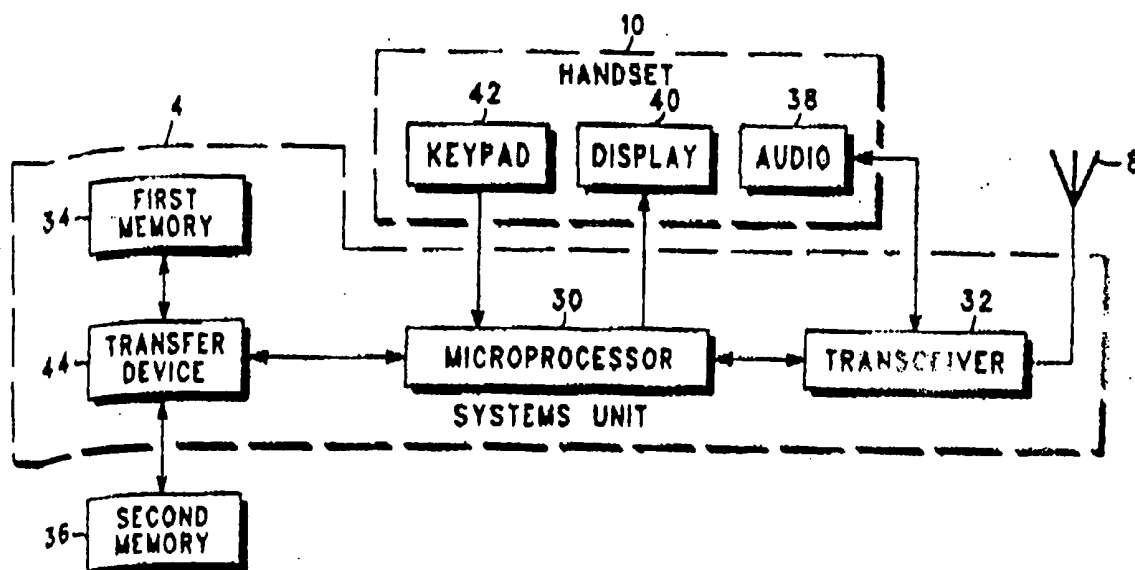 10
HANDSET
42
40
38
4
KEYPAD
DISPLAY
AUDIO
8
34
FIRST
MEMORY
30
32
44
TRANSFER
DEVICE
MICROPROCESSOR
TRANSCEIVER
SYSTEMS UNIT
36
SECOND
MEMORY